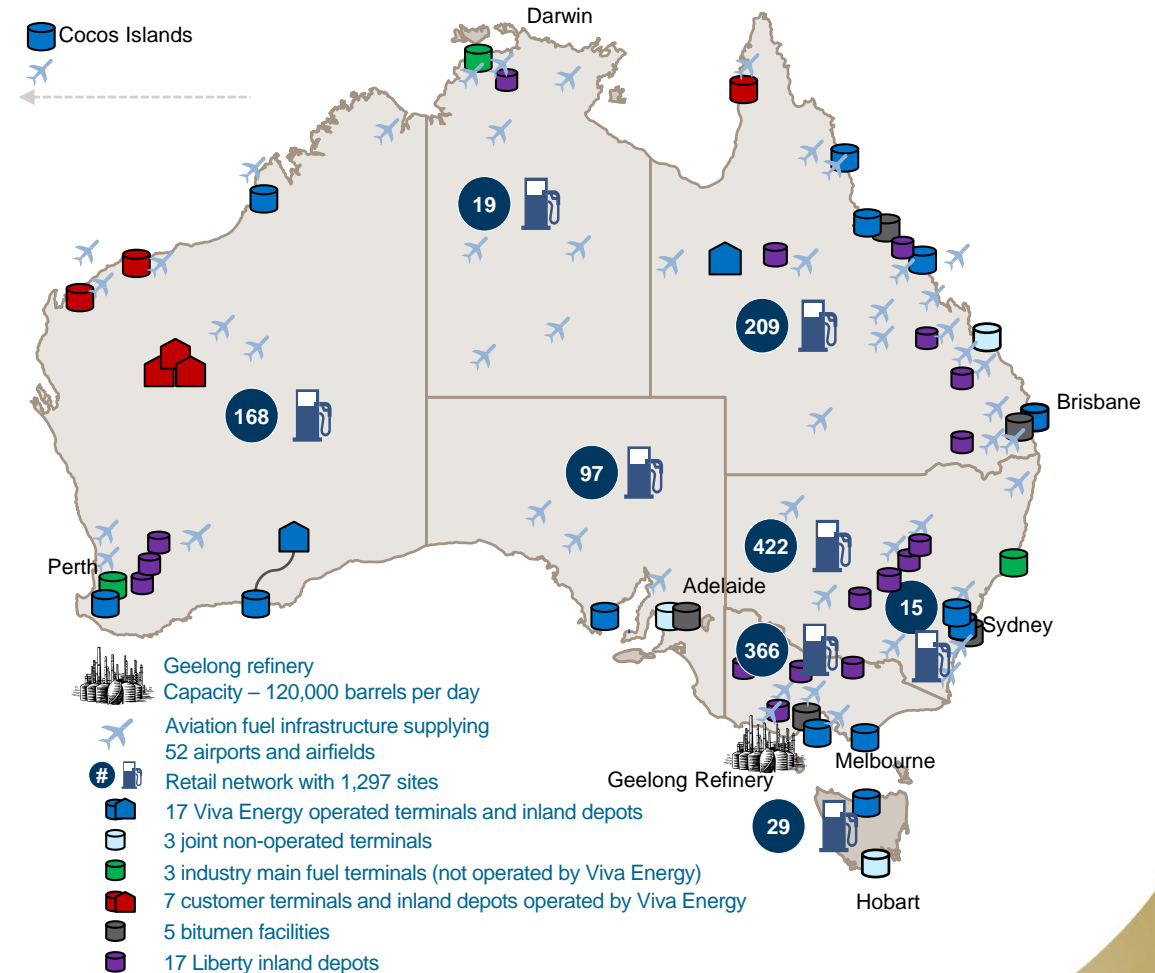 Darwin
Cocos Islands
19
209
Brisbane
168
97
422
Perth
Adelaide
15
Sydney
366
Geelong refinery
Capacity – 120,000 barrels per day
Aviation fuel infrastructure supplying
52 airports and airfields
Melbourne
Geelong Refinery
# Retail network with 1,297 sites
17 Viva Energy operated terminals and inland depots
29
3 joint non-operated terminals
3 industry main fuel terminals (not operated by Viva Energy)
7 customer terminals and inland depots operated by Viva Energy
Hobart
5 bitumen facilities
17 Liberty inland depots